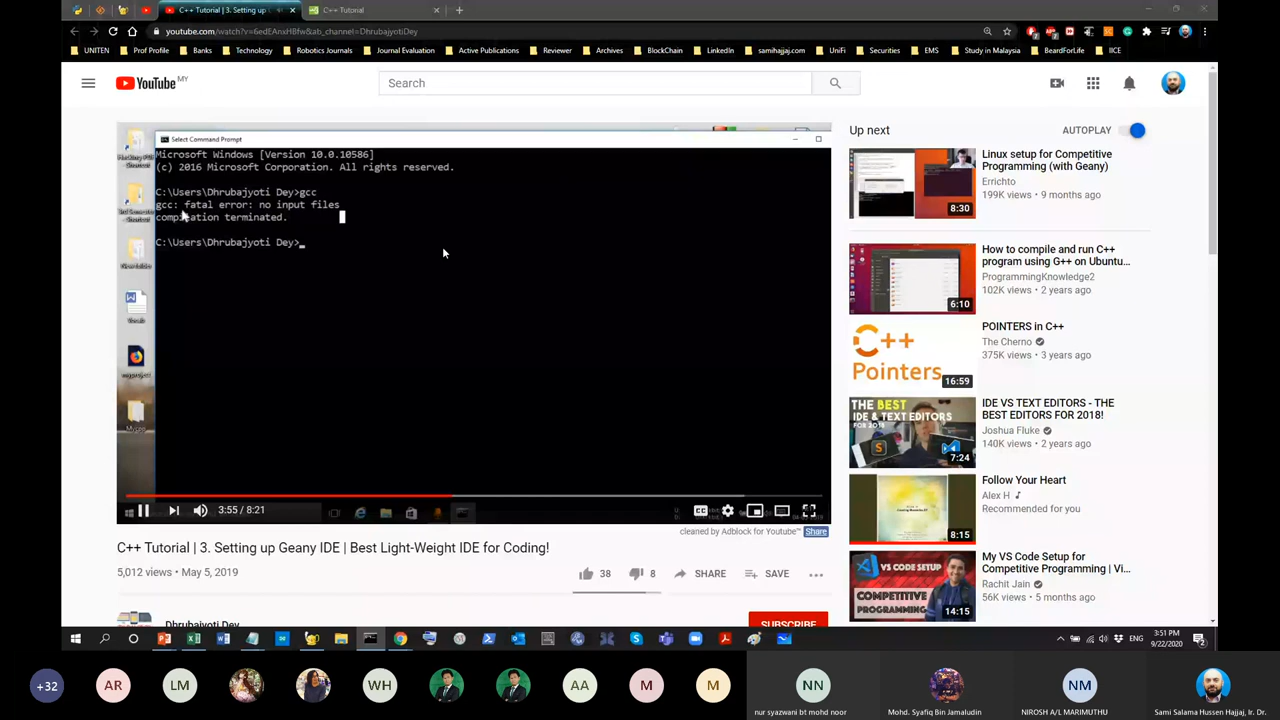 C++ Tutorial | 3. Setting up
C++ Tutorial
youtube.com/watch?v=6edEAnxHBfw&ab_channel=DhrubajyotiDey
UNITEN
Prof Profile
Banks
Technology
Robotics Journals
Journal Evaluation
Active Publications
Reviewer
Archives
BlockChain
LinkedIn
samihajjaj.com
UniFi
Securities
EMS
Study in Malaysia
BeardForLife
IICE
YouTube MY
Search
Select Command Prompt
Microsoft Windows [Version 10.0.10586]
(c) 2016 Microsoft Corporation. All rights reserved.
C:\Users\Dhrubajyoti Dey>gcc
gcc: fatal error: no input files
compilation terminated.
C:\Users\Dhrubajyoti Dey>_
New folder
Vocab
myproject
3:55 / 8:21
cleaned by Adblock for Youtube™ Share
C++ Tutorial | 3. Setting up Geany IDE | Best Light-Weight IDE for Coding!
5,012 views • May 5, 2019
38
8
SHARE
SAVE
Dhrubajyoti Dey
SUBSCRIBE
Up next
AUTOPLAY
Linux setup for Competitive
Programming (with Geany)
Errichto
199K views • 9 months ago
8:30
How to compile and run C++
program using G++ on Ubuntu...
ProgrammingKnowledge2
102K views • 2 years ago
6:10
C++
Pointers
16:59
POINTERS in C++
The Cherno
375K views • 3 years ago
THE BEST
IDE & TEXT EDITORS
FOR 2018!
7:24
IDE VS TEXT EDITORS - THE
BEST EDITORS FOR 2018!
Joshua Fluke
140K views • 2 years ago
8:15
Follow Your Heart
Alex H
Recommended for you
VS CODE SETUP
COMPETITIVE
PROGRAMMING
14:15
My VS Code Setup for
Competitive Programming | Vi...
Rachit Jain
56K views • 5 months ago
ENG
3:51 PM
9/22/2020
+32
AR
LM
WH
AA
M
M
NN
nur syazwani bt mohd noor
Mohd. Syafiq Bin Jamaludin
NM
NIROSH A/L MARIMUTHU
Sami Salama Hussen Hajjaj, Ir. Dr.